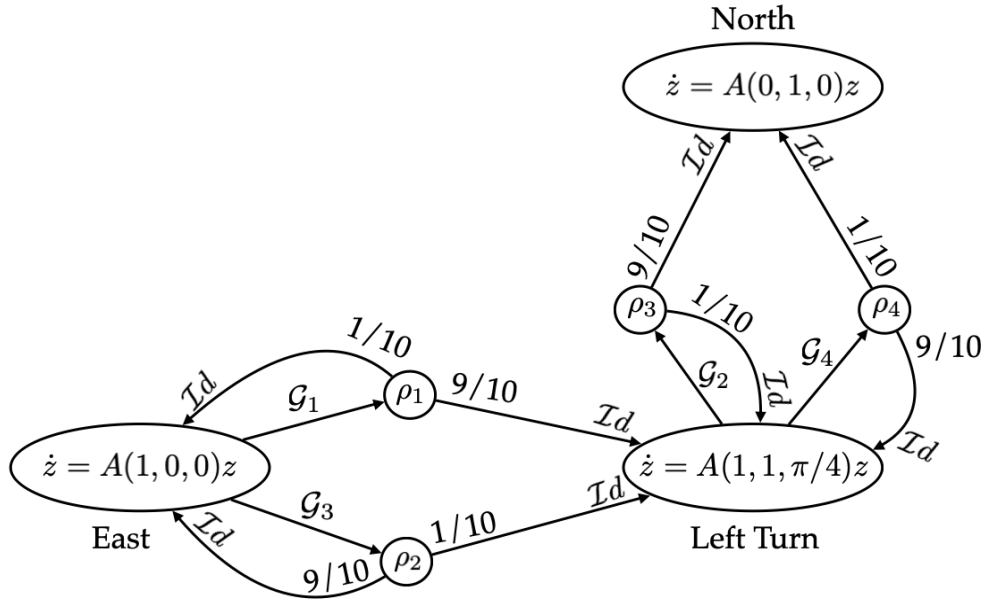 North
ż = A(0, 1, 0)z
Id
Id
9/10
1/10
ρ₃
1/10
ρ₄
9/10
G₂
G₄
Id
Id
1/10
Id
G₁
ρ₁
9/10
Id
ż = A(1, 0, 0)z
ż = A(1, 1, π/4)z
East
Id
G₃
ρ₂
1/10
Id
9/10
Left Turn